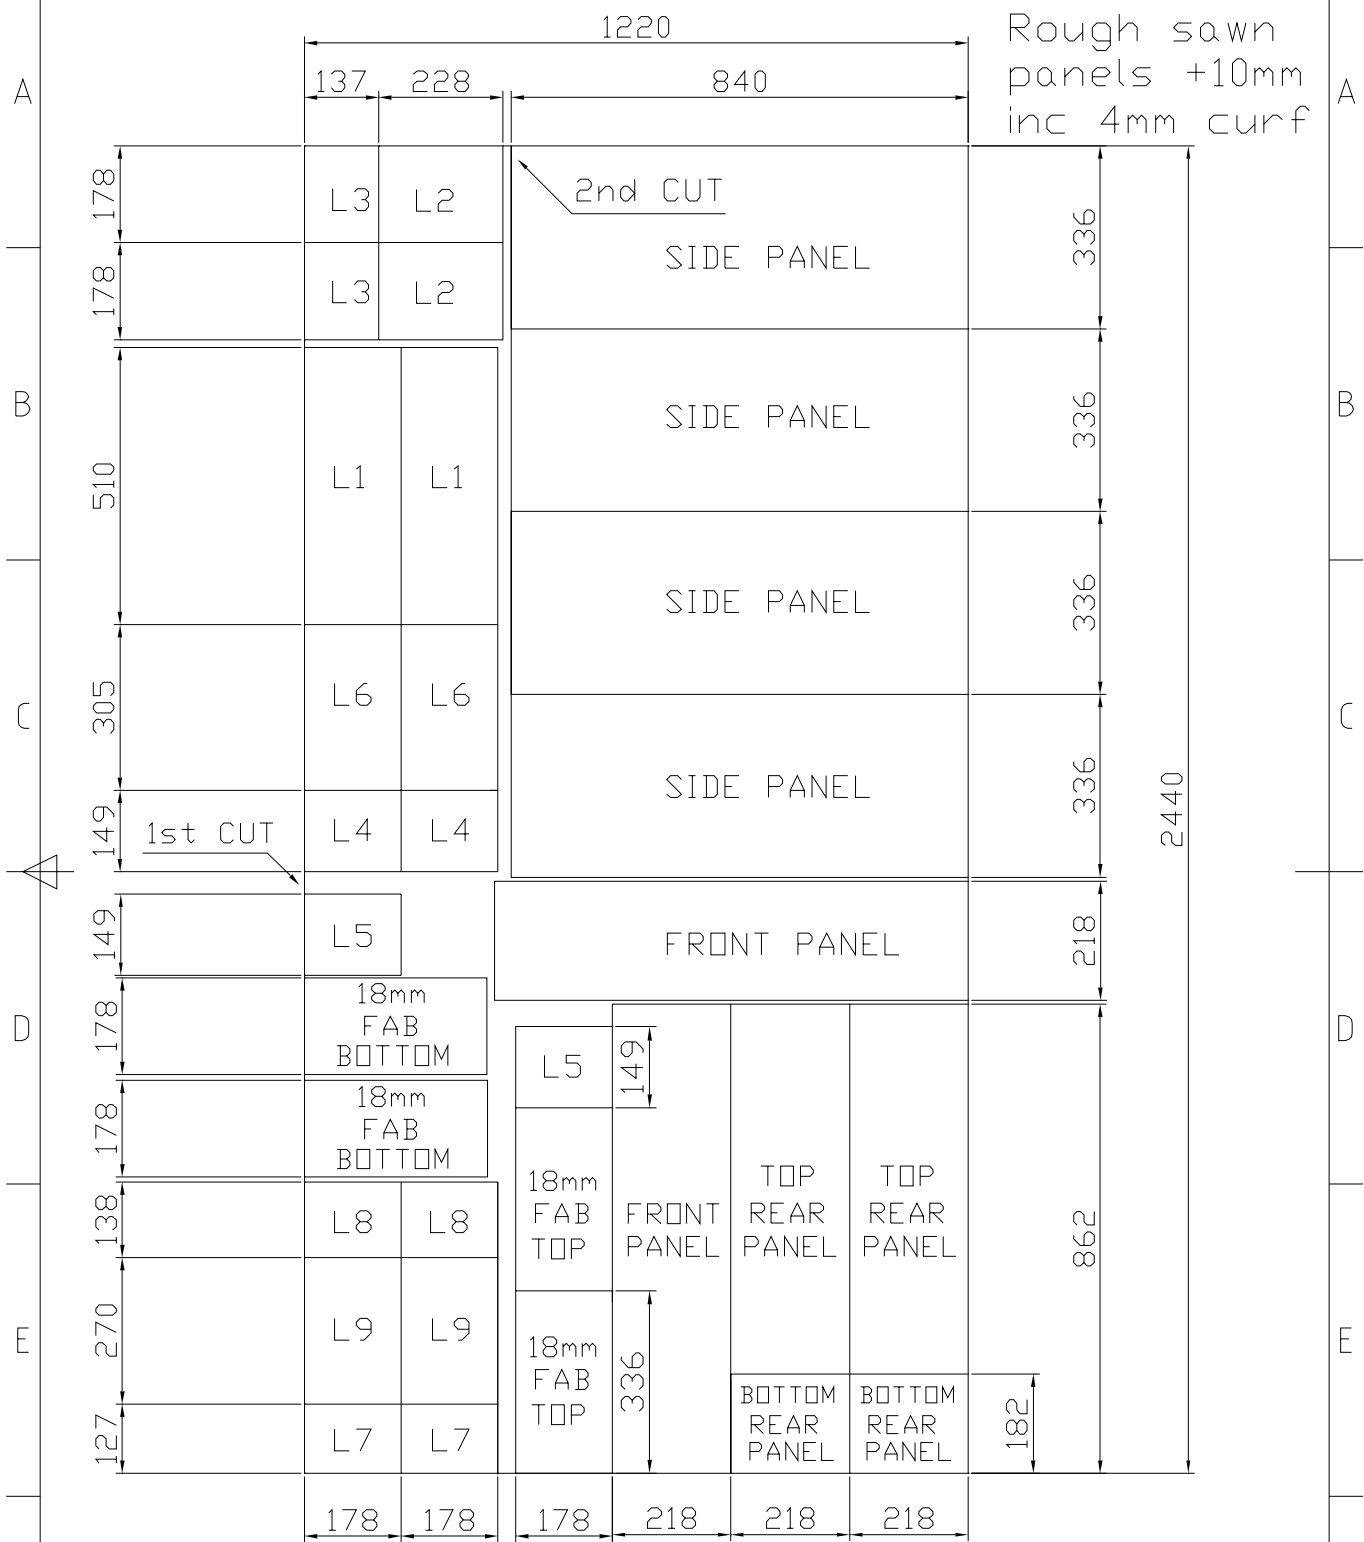 1220
Rough sawn
panels +10mm
inc 4mm curf
137 228 840
A A
178 L3 L2 2nd CUT 336
SIDE PANEL
178 L3 L2
B SIDE PANEL 336 B
510 L1 L1
SIDE PANEL 336
305 L6 L6
C C
SIDE PANEL 336
2440
149 1st CUT L4 L4
149 L5 FRONT PANEL 218
178
18mm
FAB
BOTTOM
D D
L5 149
178
18mm
FAB
BOTTOM
138 L8 L8
18mm
FAB
TOP
FRONT
PANEL
TOP
REAR
PANEL
TOP
REAR
PANEL
862
E E
270 L9 L9
18mm
FAB
TOP
336
BOTTOM
REAR
PANEL
BOTTOM
REAR
PANEL
182
127 L7 L7
178 178 178 218 218 218